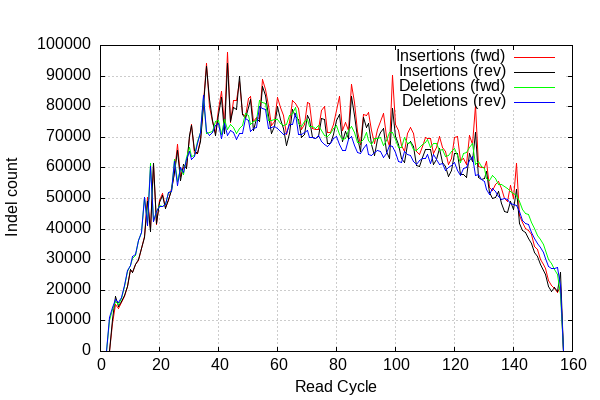 100000
90000
80000
70000
60000
50000
40000
30000
20000
10000
0
Indel count
Insertions (fwd)
Insertions (rev)
Deletions (fwd)
Deletions (rev)
0 20 40 60 80 100 120 140 160
Read Cycle